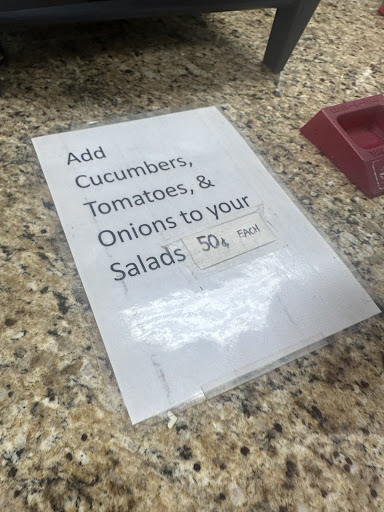 Add
Cucumbers,
Tomatoes, &
Onions to your
Salads 50¢ EACH